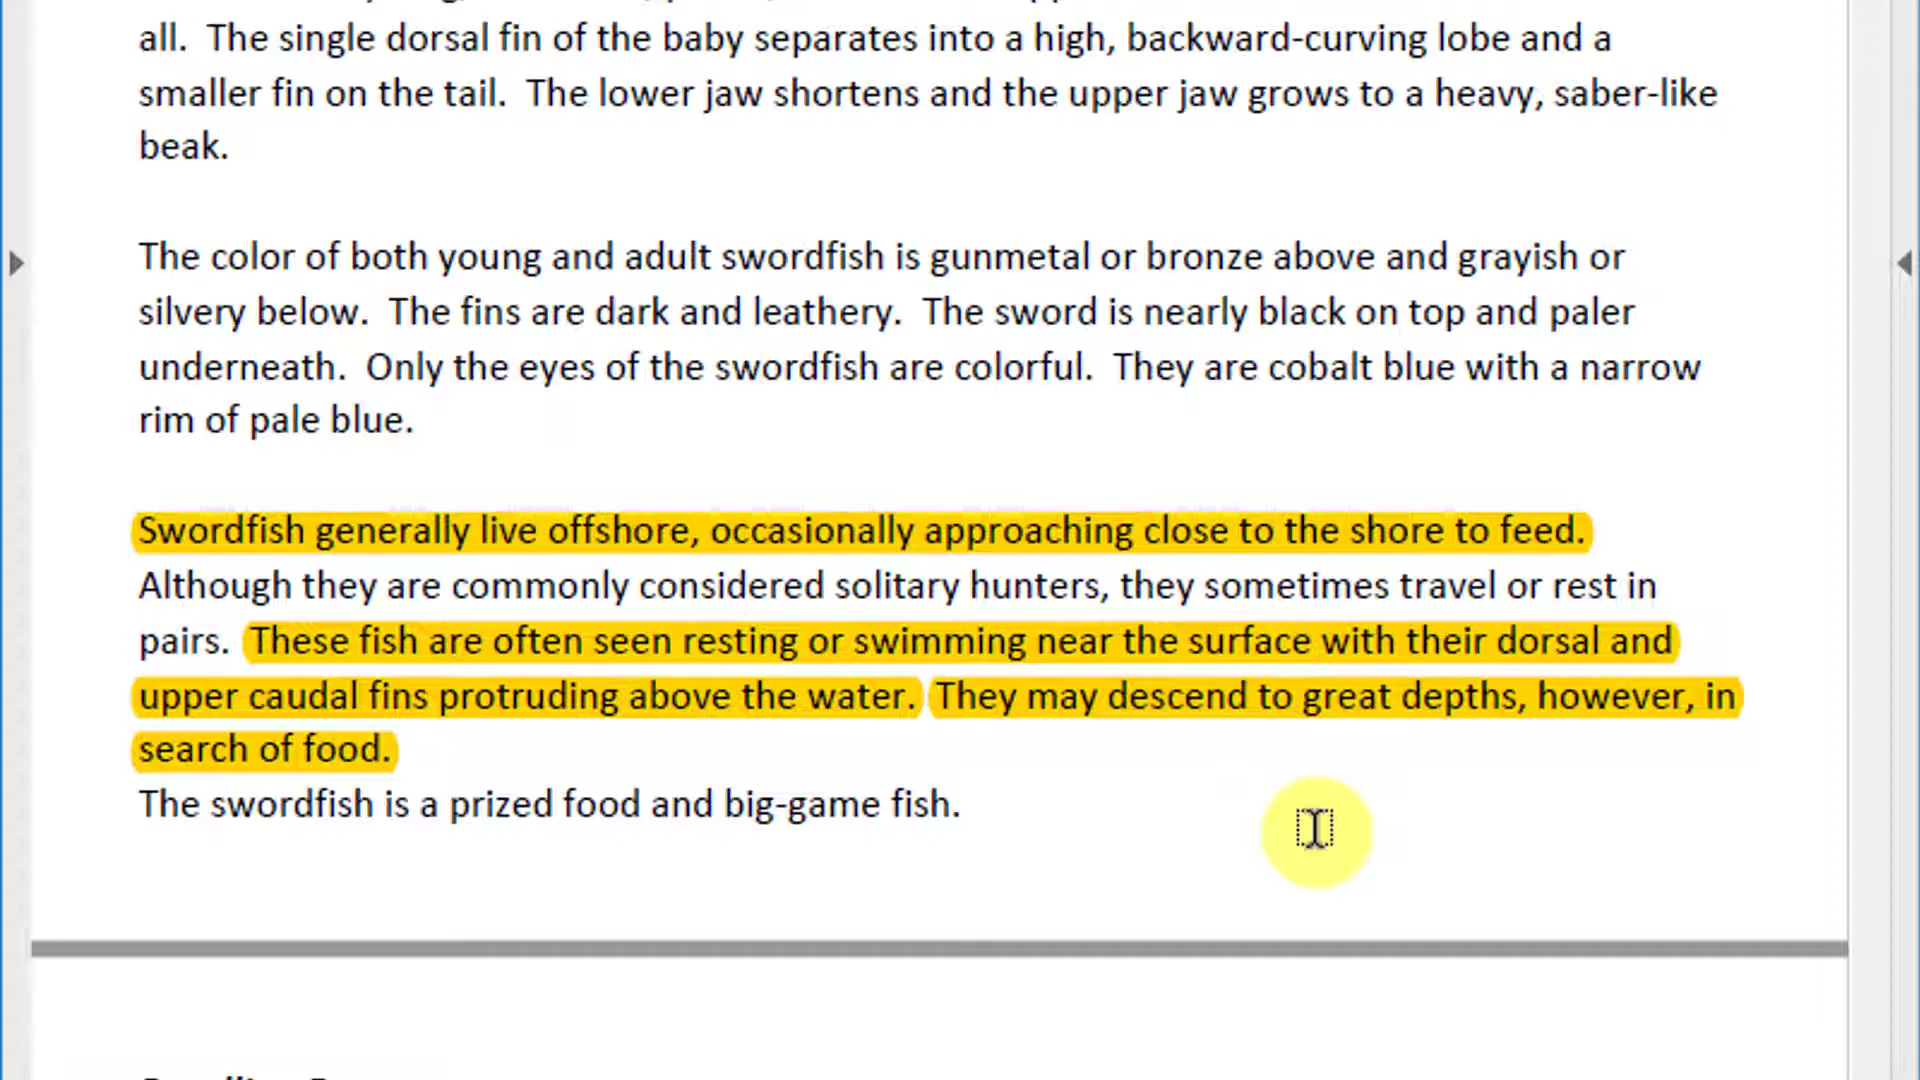 all.  The single dorsal fin of the baby separates into a high, backward-curving lobe and a
smaller fin on the tail.  The lower jaw shortens and the upper jaw grows to a heavy, saber-like
beak.
The color of both young and adult swordfish is gunmetal or bronze above and grayish or
silvery below.  The fins are dark and leathery.  The sword is nearly black on top and paler
underneath.  Only the eyes of the swordfish are colorful.  They are cobalt blue with a narrow
rim of pale blue.
Swordfish generally live offshore, occasionally approaching close to the shore to feed.
Although they are commonly considered solitary hunters, they sometimes travel or rest in
pairs.  These fish are often seen resting or swimming near the surface with their dorsal and
upper caudal fins protruding above the water.  They may descend to great depths, however, in
search of food.
The swordfish is a prized food and big-game fish.